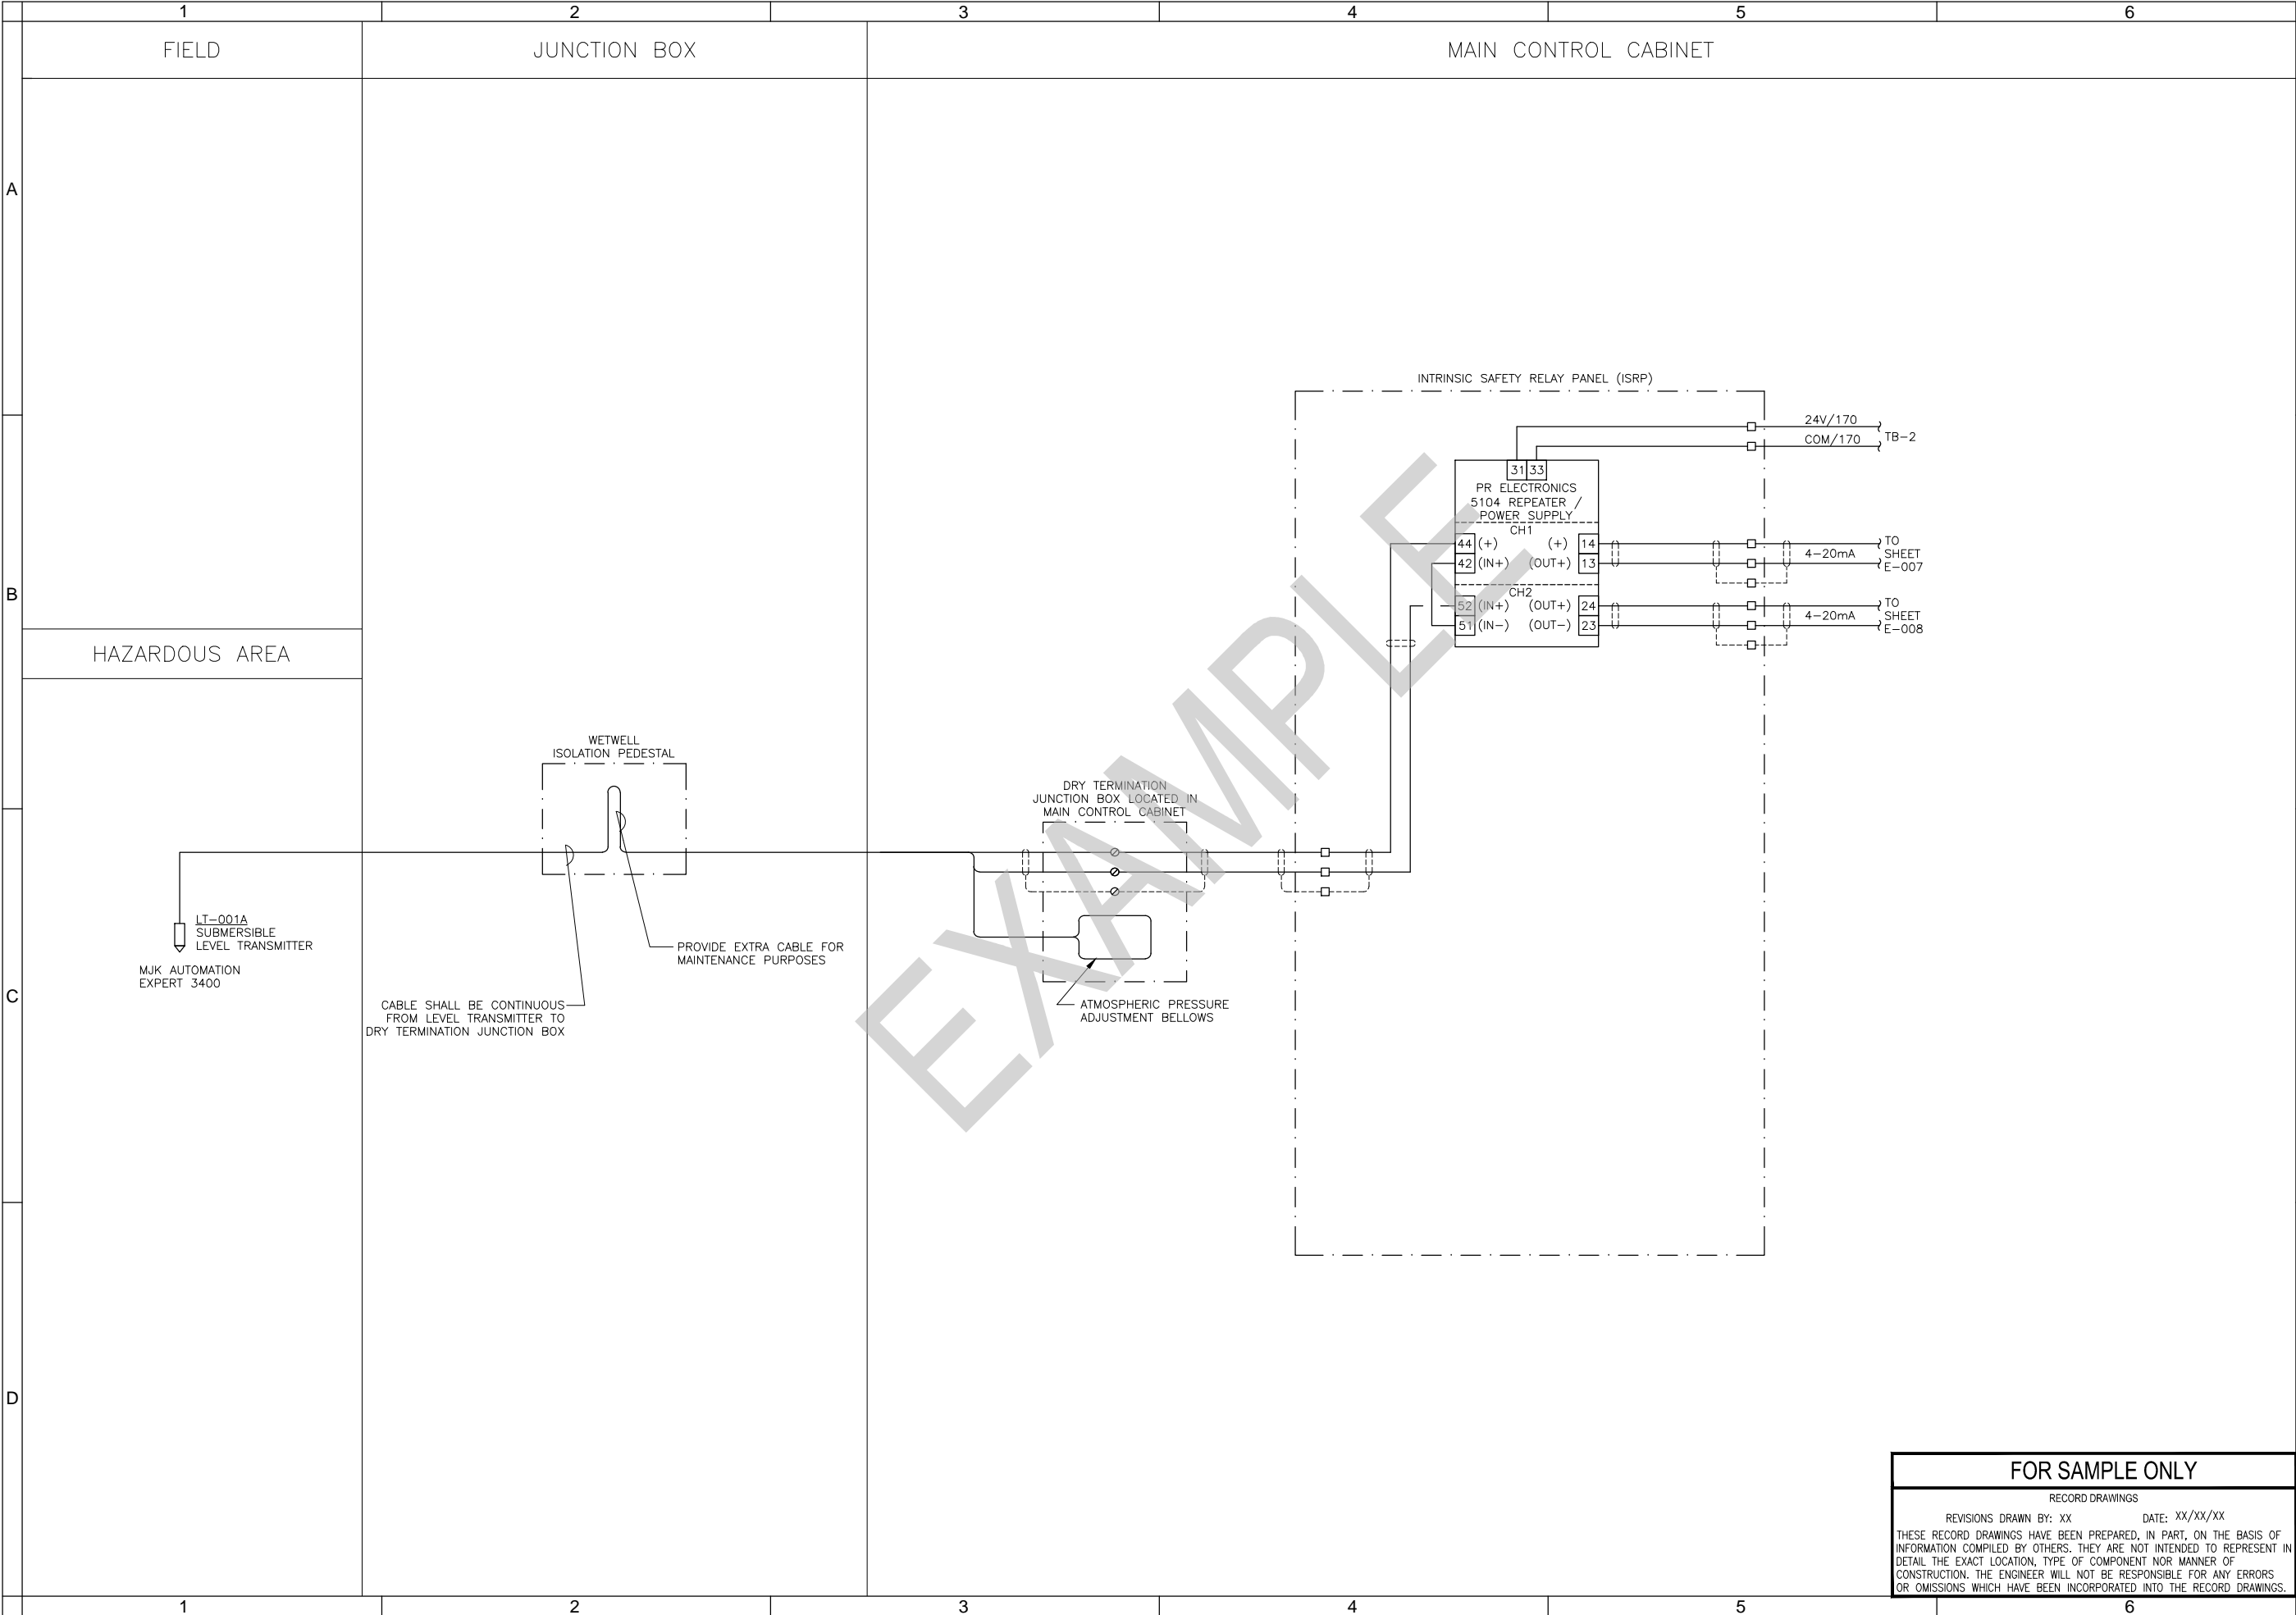 1 2 3 4 5 6
FIELD
JUNCTION BOX
MAIN CONTROL CABINET
A
INTRINSIC SAFETY RELAY PANEL (ISRP)
24V/170
COM/170
TB-2
31 33
PR ELECTRONICS
5104 REPEATER /
POWER SUPPLY
CH1
44 (+) (+) 14
42 (IN+) (OUT+) 13
4-20mA
TO
SHEET
E-007
CH2
52 (IN+) (OUT+) 24
51 (IN-) (OUT-) 23
4-20mA
TO
SHEET
E-008
B
HAZARDOUS AREA
WETWELL
ISOLATION PEDESTAL
DRY TERMINATION
JUNCTION BOX LOCATED IN
MAIN CONTROL CABINET
LT-001A
SUBMERSIBLE
LEVEL TRANSMITTER
MJK AUTOMATION
EXPERT 3400
PROVIDE EXTRA CABLE FOR
MAINTENANCE PURPOSES
CABLE SHALL BE CONTINUOUS
FROM LEVEL TRANSMITTER TO
DRY TERMINATION JUNCTION BOX
ATMOSPHERIC PRESSURE
ADJUSTMENT BELLOWS
C
EXAMPLE
D
FOR SAMPLE ONLY
RECORD DRAWINGS
REVISIONS DRAWN BY: XX DATE: XX/XX/XX
THESE RECORD DRAWINGS HAVE BEEN PREPARED, IN PART, ON THE BASIS OF
INFORMATION COMPILED BY OTHERS. THEY ARE NOT INTENDED TO REPRESENT IN
DETAIL THE EXACT LOCATION, TYPE OF COMPONENT NOR MANNER OF
CONSTRUCTION. THE ENGINEER WILL NOT BE RESPONSIBLE FOR ANY ERRORS
OR OMISSIONS WHICH HAVE BEEN INCORPORATED INTO THE RECORD DRAWINGS.
1 2 3 4 5 6